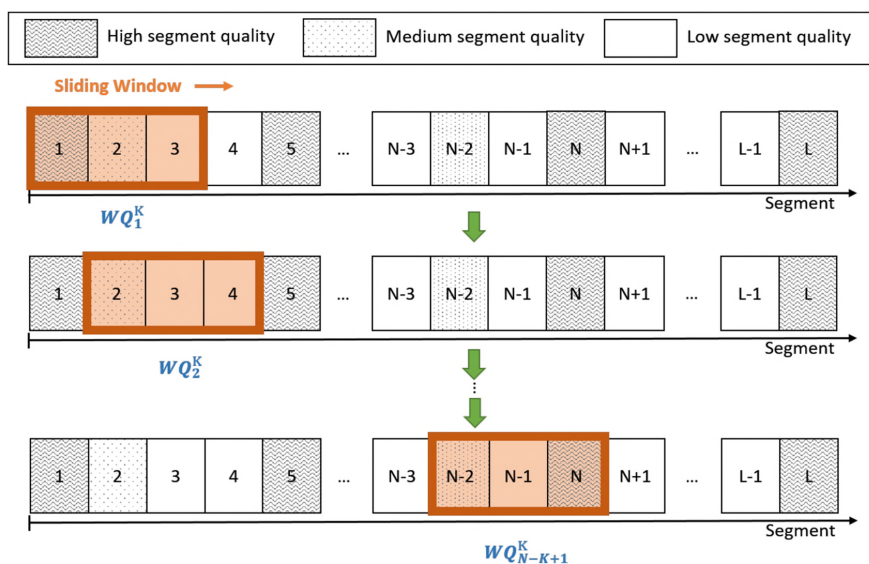 High segment quality Medium segment quality Low segment quality
Sliding Window
1 2 3 4 5 ... N-3 N-2 N-1 N N+1 ... L-1 L
Segment
WQ₁ᴷ
1 2 3 4 5 ... N-3 N-2 N-1 N N+1 ... L-1 L
Segment
WQ₂ᴷ
1 2 3 4 5 ... N-3 N-2 N-1 N N+1 ... L-1 L
Segment
WQ^K_{N-K+1}